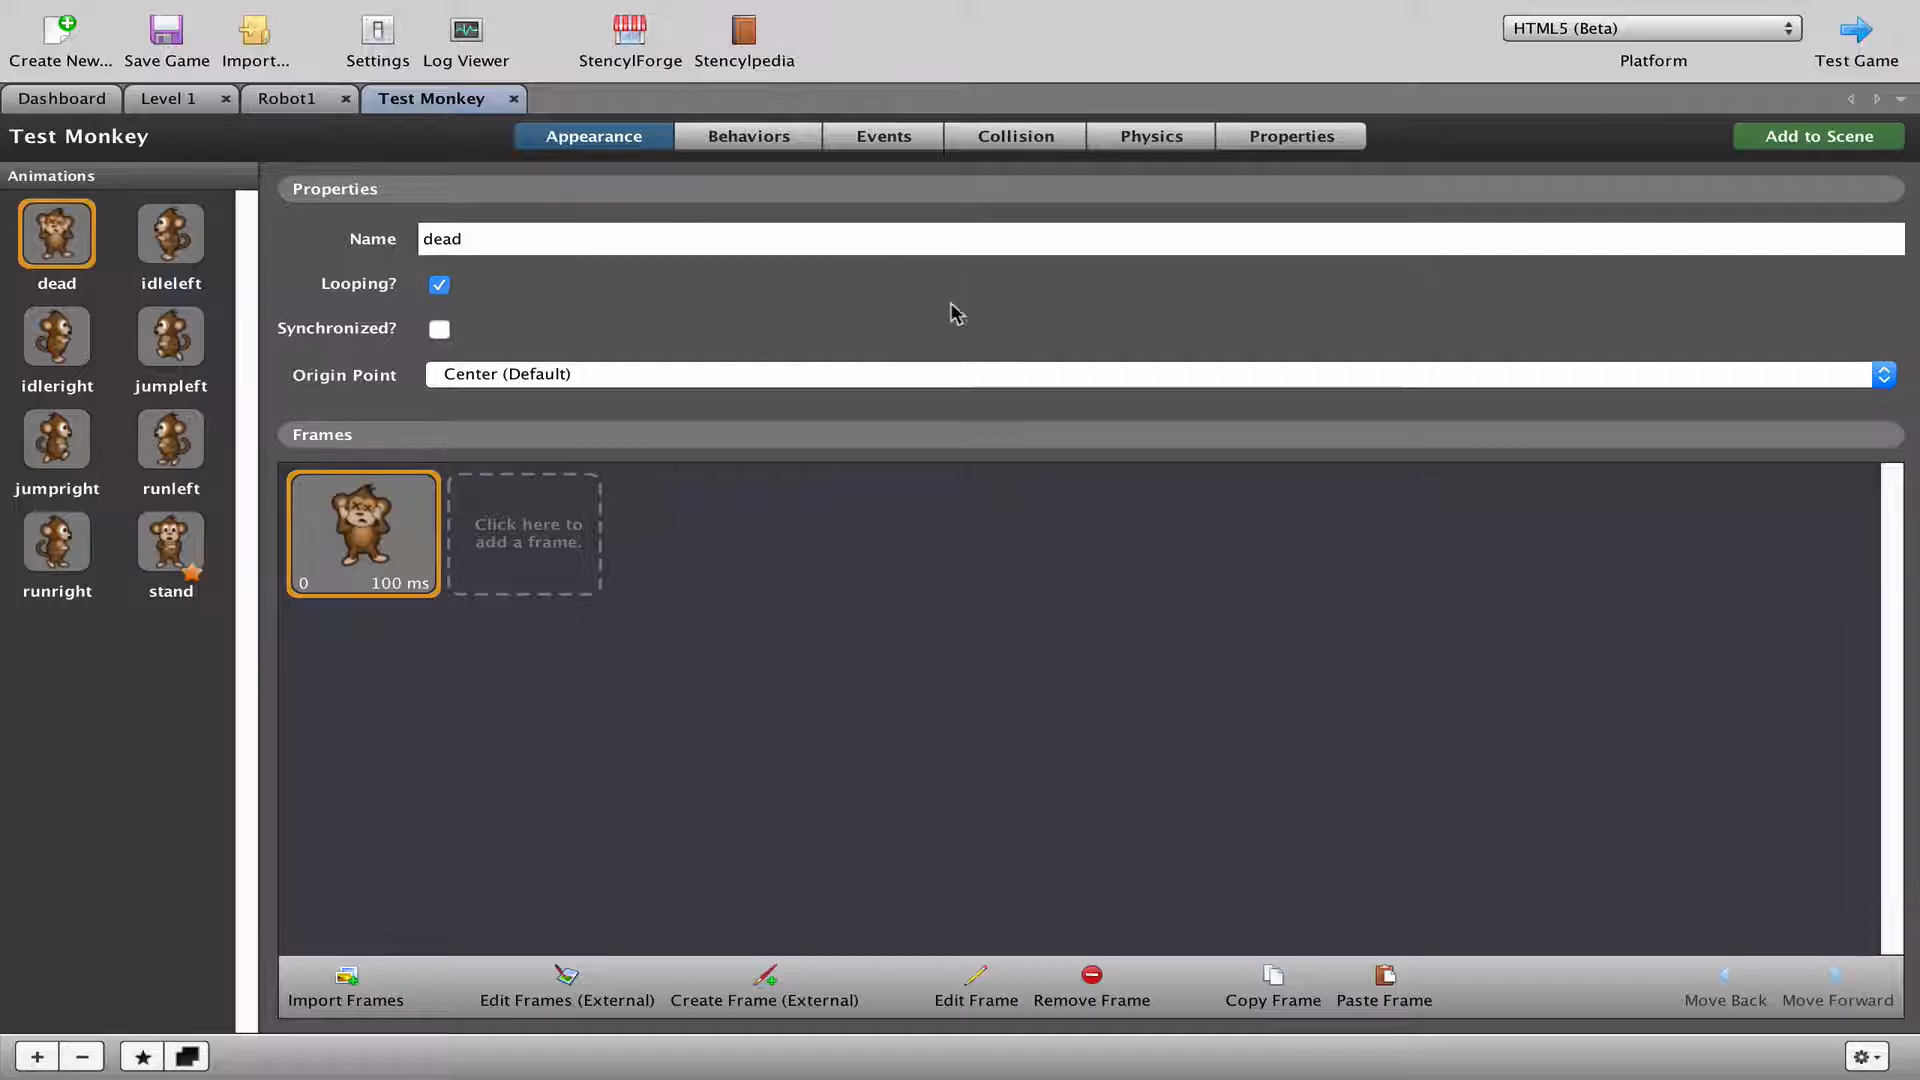 Create New...
Save Game
Import...
Settings
Log Viewer
StencylForge
Stencylpedia
HTML5 (Beta)
Platform
Test Game
Dashboard
Level 1
Robot1
Test Monkey
Test Monkey
Appearance
Behaviors
Events
Collision
Physics
Properties
Add to Scene
Animations
dead
idleleft
idleright
jumpleft
jumpright
runleft
runright
stand
Properties
Name
dead
Looping?
Synchronized?
Origin Point
Center (Default)
Frames
0
100 ms
Click here to
add a frame.
Import Frames
Edit Frames (External)
Create Frame (External)
Edit Frame
Remove Frame
Copy Frame
Paste Frame
Move Back
Move Forward